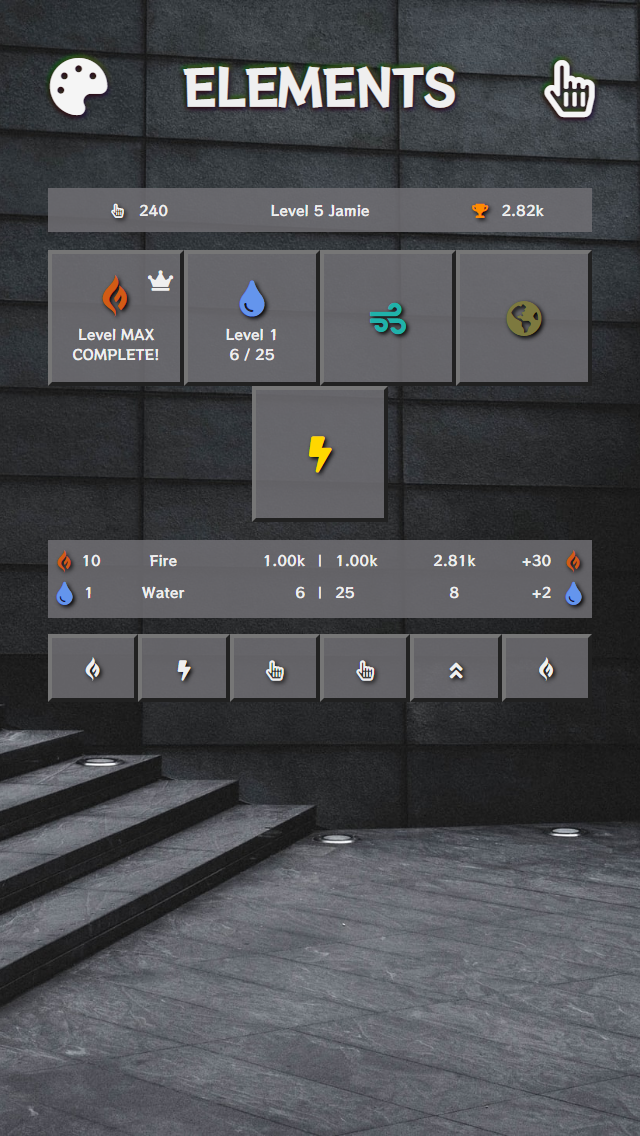 ELEMENTS
240 Level 5 Jamie 2.82k
Level MAX
COMPLETE!
Level 1
6 / 25
10 Fire 1.00k | 1.00k 2.81k +30
1 Water 6 | 25 8 +2